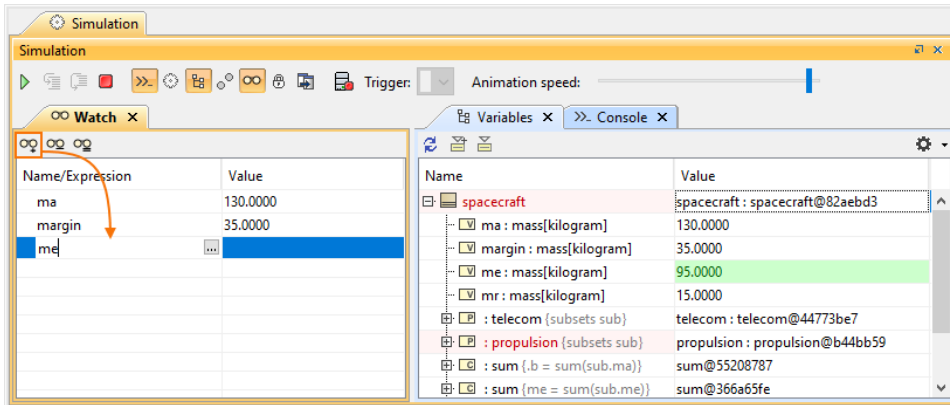 Simulation
Simulation
Trigger: Animation speed:
Watch
Variables Console
Name/Expression Value
ma 130.0000
margin 35.0000
me ...
Name Value
spacecraft spacecraft : spacecraft@82aebd3
V ma : mass[kilogram] 130.0000
V margin : mass[kilogram] 35.0000
V me : mass[kilogram] 95.0000
V mr : mass[kilogram] 15.0000
P : telecom {subsets sub} telecom : telecom@44773be7
P : propulsion {subsets sub} propulsion : propulsion@b44bb59
C : sum {.b = sum(sub.ma)} sum@55208787
C : sum {me = sum(sub.me)} sum@366a65fe